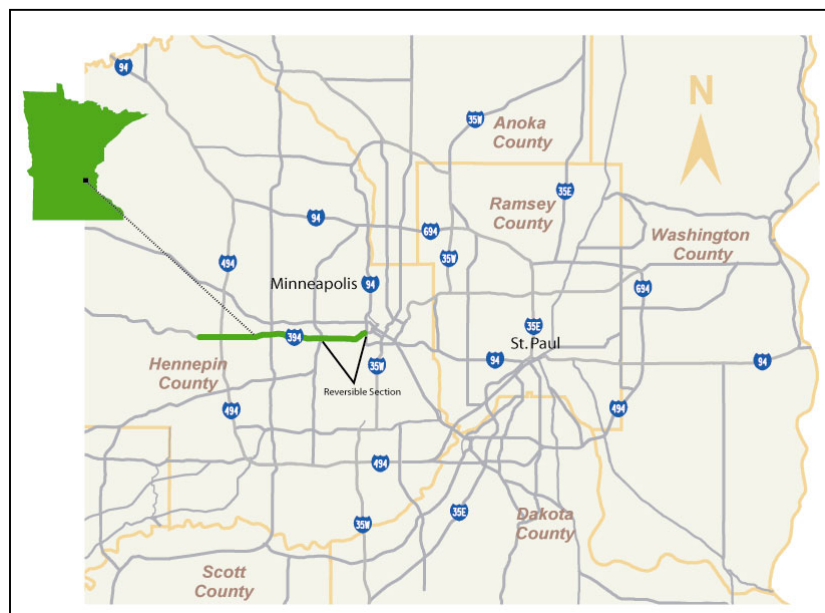 94
35W
Anoka
County
N
35E
Ramsey
County
94
694
Washington
County
494
35W
694
Minneapolis
94
35E
394
St. Paul
Hennepin
County
35W
94
94
Reversible Section
494
494
494
35W
35E
Dakota
County
Scott
County